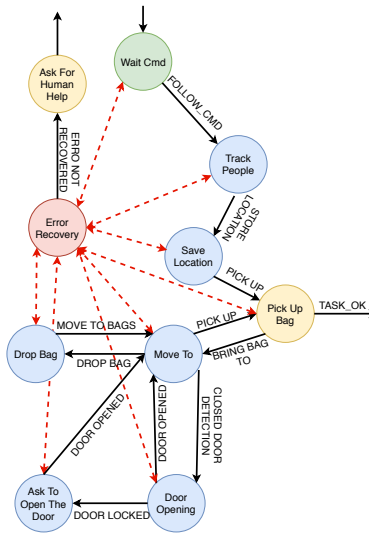 Ask For
Human
Help
Wait Cmd
FOLLOW_CMD
ERRO NOT
RECOVERED
Track
People
Error
Recovery
STORE
LOCATION
Save
Location
PICK UP
Pick Up
Bag
TASK_OK
MOVE TO BAGS
PICK UP
Drop Bag
Move To
DROP BAG
BRING BAG
TO
DOOR OPENED
DOOR OPENED
CLOSED DOOR
DETECTION
Ask To
Open The
Door
DOOR LOCKED
Door
Opening